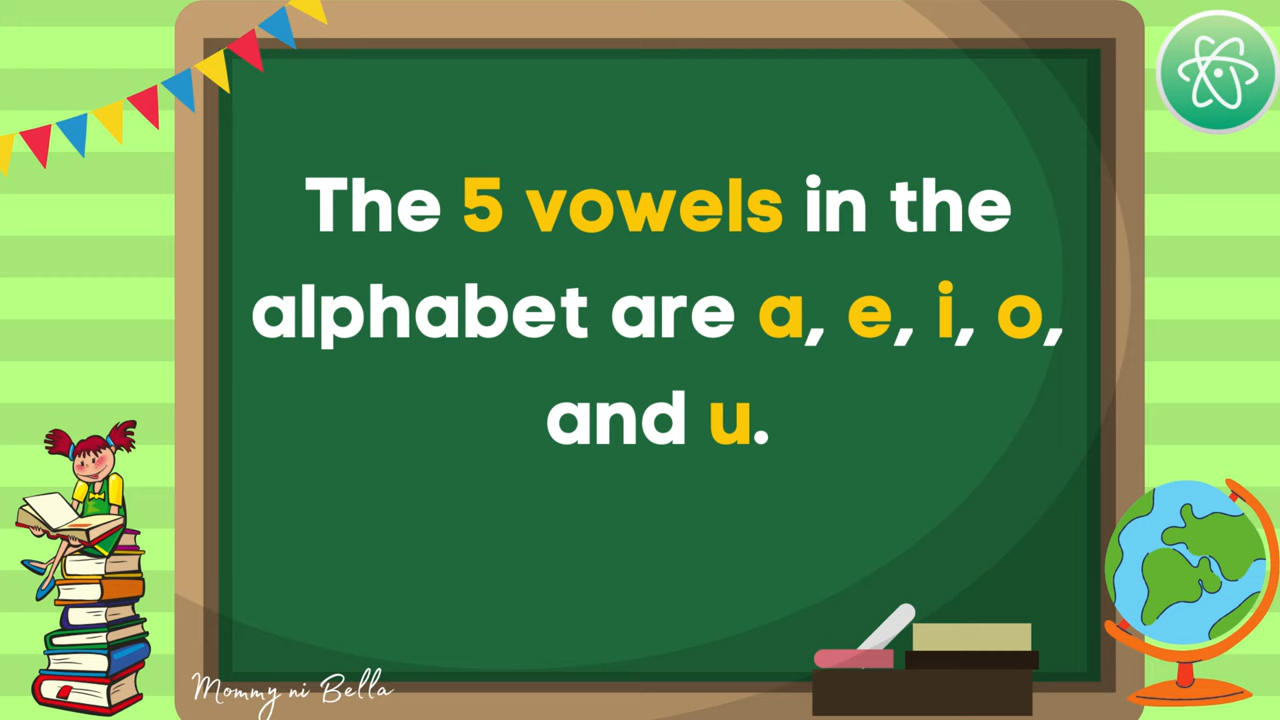 The 5 vowels in the
alphabet are a, e, i, o,
and u.
Mommy ni Bella